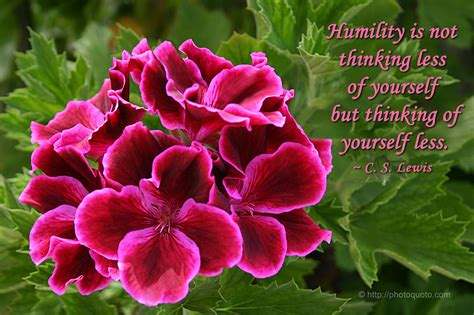 Humility is not
thinking less
of yourself
but thinking of
yourself less.
~ C. S. Lewis
© http://photoquoto.com